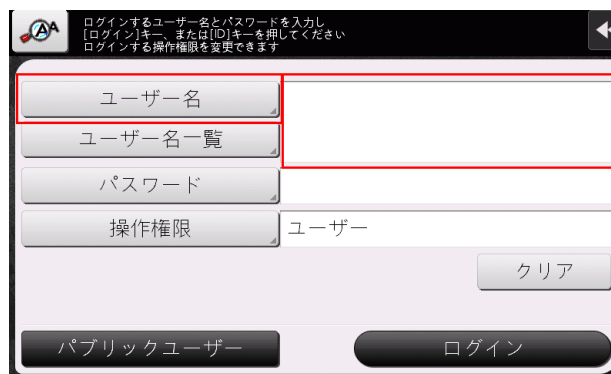 ログインするユーザー名とパスワードを入力し
[ログイン]キー、または[ID]キーを押してください
ログインする操作権限を変更できます
ユーザー名
ユーザー名一覧
パスワード
操作権限
ユーザー
クリア
パブリックユーザー
ログイン